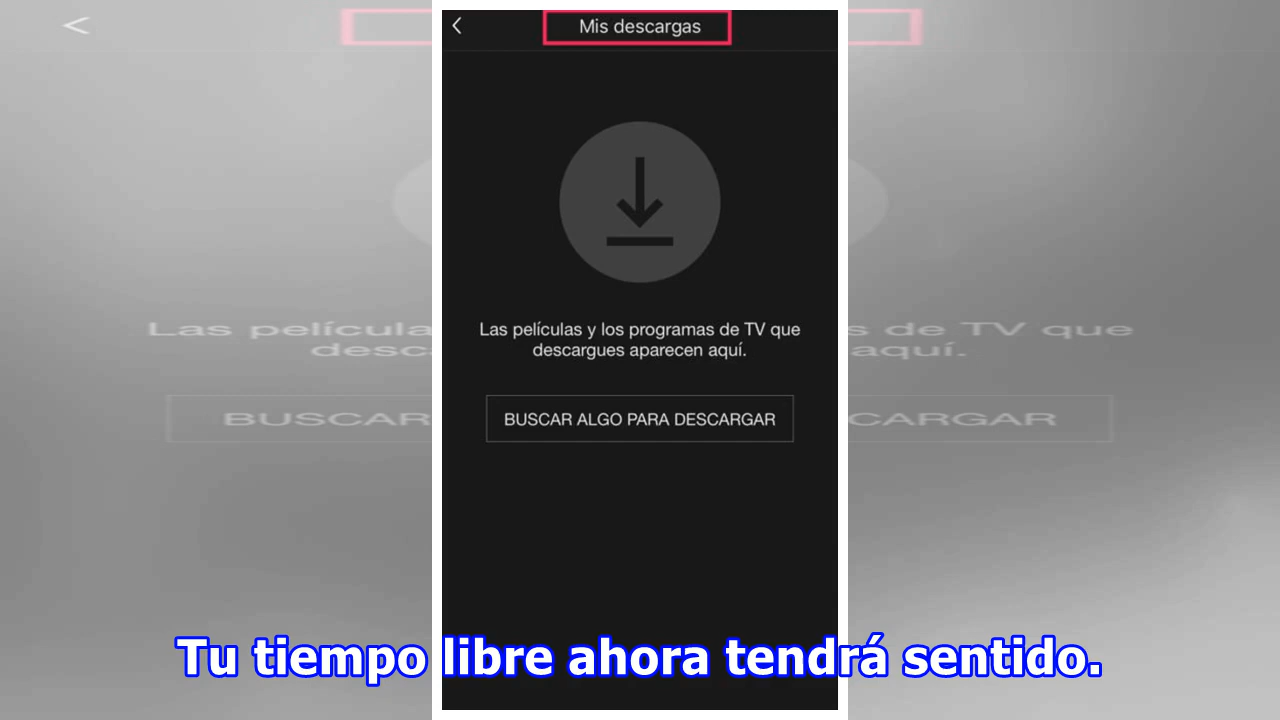 Mis descargas
Las películas y los programas de TV que
descargues aparecen aquí.
BUSCAR ALGO PARA DESCARGAR
Tu tiempo libre ahora tendrá sentido.